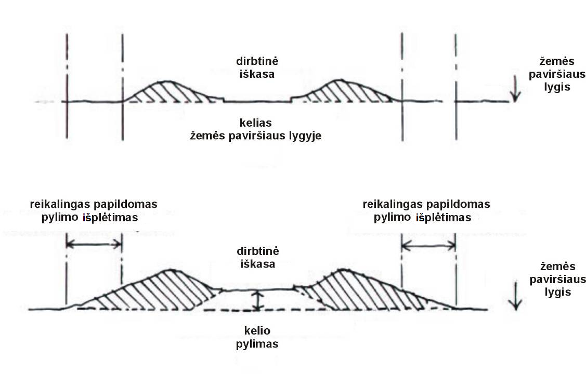 dirbtinė
iškasa
žemės
paviršiaus
lygis
kelias
žemės paviršiaus lygyje
reikalingas papildomas
pylimo išplėtimas
reikalingas papildomas
pylimo išplėtimas
dirbtinė
iškasa
žemės
paviršiaus
lygis
kelio
pylimas